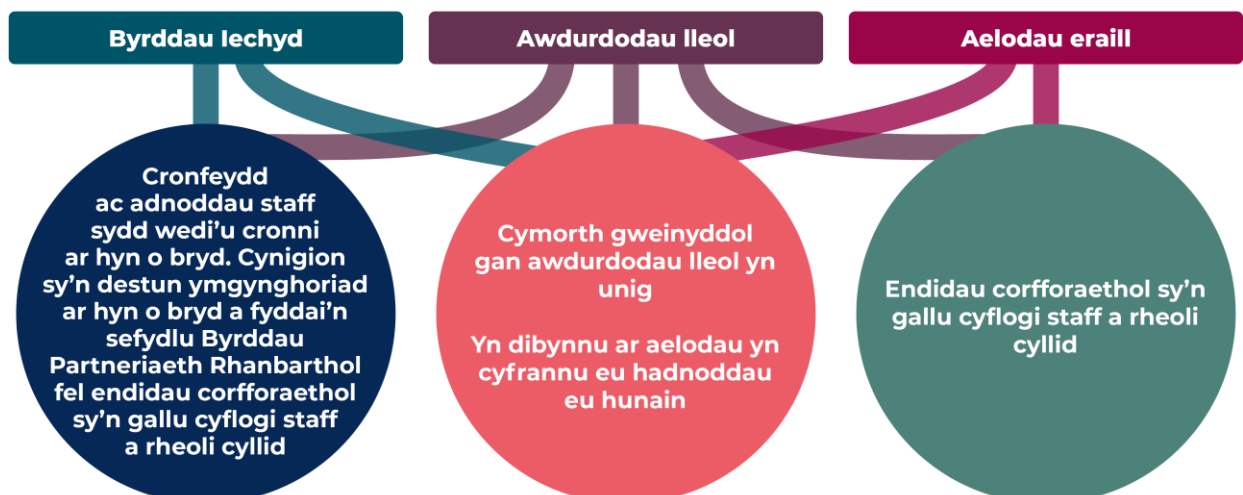 Byrddau Iechyd
Awdurdodau lleol
Aelodau eraill
Cronfeydd
ac adnoddau staff
sydd wedi’u cronni
ar hyn o bryd. Cynigion
sy’n destun ymgynghoriad
ar hyn o bryd a fyddai’n
sefydlu Byrddau
Partneriaeth Rhanbarthol
fel endidau corfforaethol
sy’n gallu cyflogi staff
a rheoli cyllid
Cymorth gweinyddol
gan awdurdodau lleol yn
unig
Yn dibynnu ar aelodau yn
cyfrannu eu hadnoddau
eu hunain
Endidau corfforaethol sy’n
gallu cyflogi staff a rheoli
cyllid